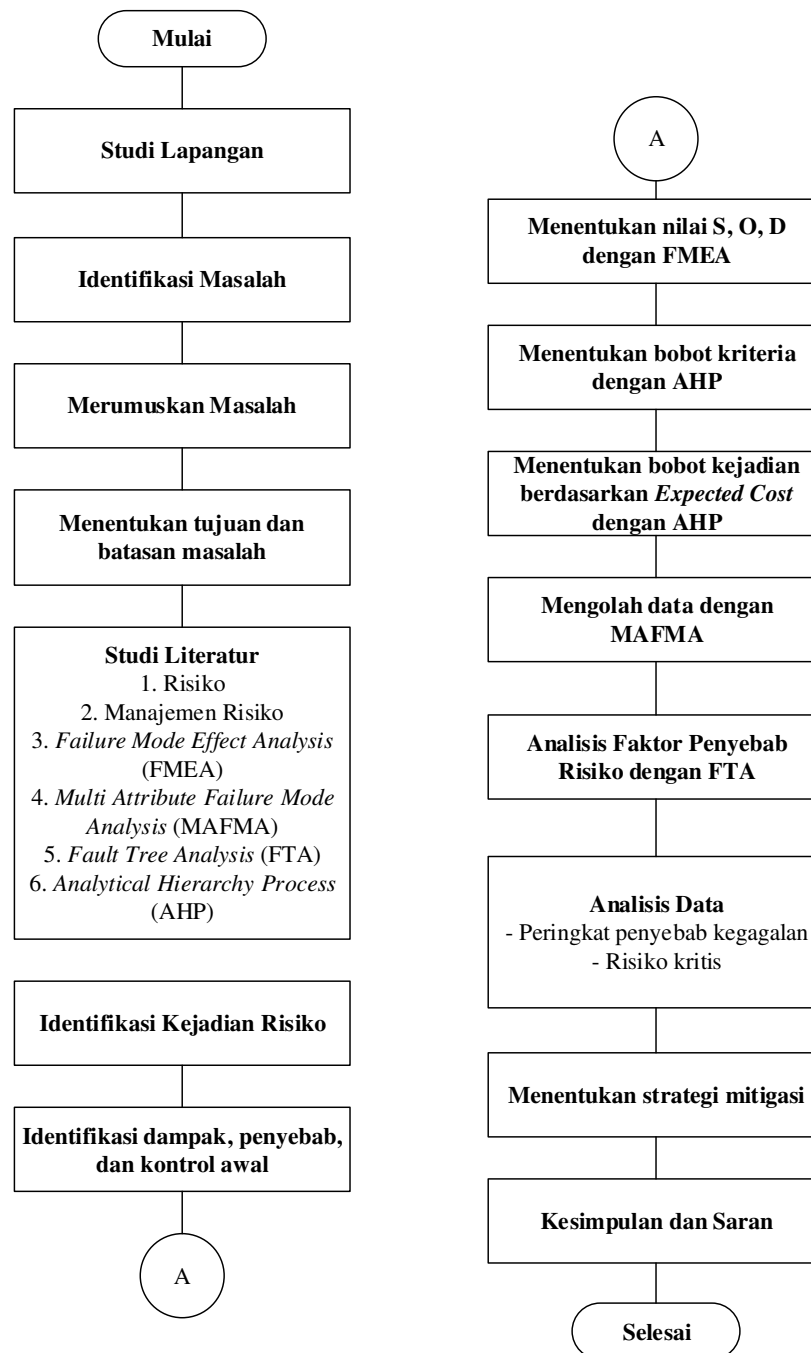 Mulai
Studi Lapangan
Identifikasi Masalah
Merumuskan Masalah
Menentukan tujuan dan
batasan masalah
Studi Literatur
1. Risiko
2. Manajemen Risiko
3. Failure Mode Effect Analysis
(FMEA)
4. Multi Attribute Failure Mode
Analysis (MAFMA)
5. Fault Tree Analysis (FTA)
6. Analytical Hierarchy Process
(AHP)
Identifikasi Kejadian Risiko
Identifikasi dampak, penyebab,
dan kontrol awal
A
A
Menentukan nilai S, O, D
dengan FMEA
Menentukan bobot kriteria
dengan AHP
Menentukan bobot kejadian
berdasarkan Expected Cost
dengan AHP
Mengolah data dengan
MAFMA
Analisis Faktor Penyebab
Risiko dengan FTA
Analisis Data
- Peringkat penyebab kegagalan
- Risiko kritis
Menentukan strategi mitigasi
Kesimpulan dan Saran
Selesai